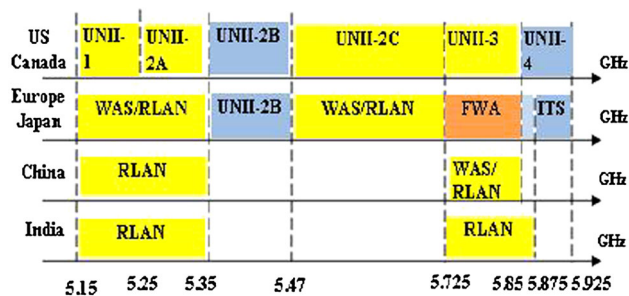 US
Canada
UNII-
1
UNII-
2A
UNII-2B
UNII-2C
UNII-3
UNII-
4
GHz
Europe
Japan
WAS/RLAN
UNII-2B
WAS/RLAN
FWA
ITS
GHz
China
RLAN
WAS/
RLAN
GHz
India
RLAN
RLAN
GHz
5.15
5.25
5.35
5.47
5.725
5.85
5.875
5.925